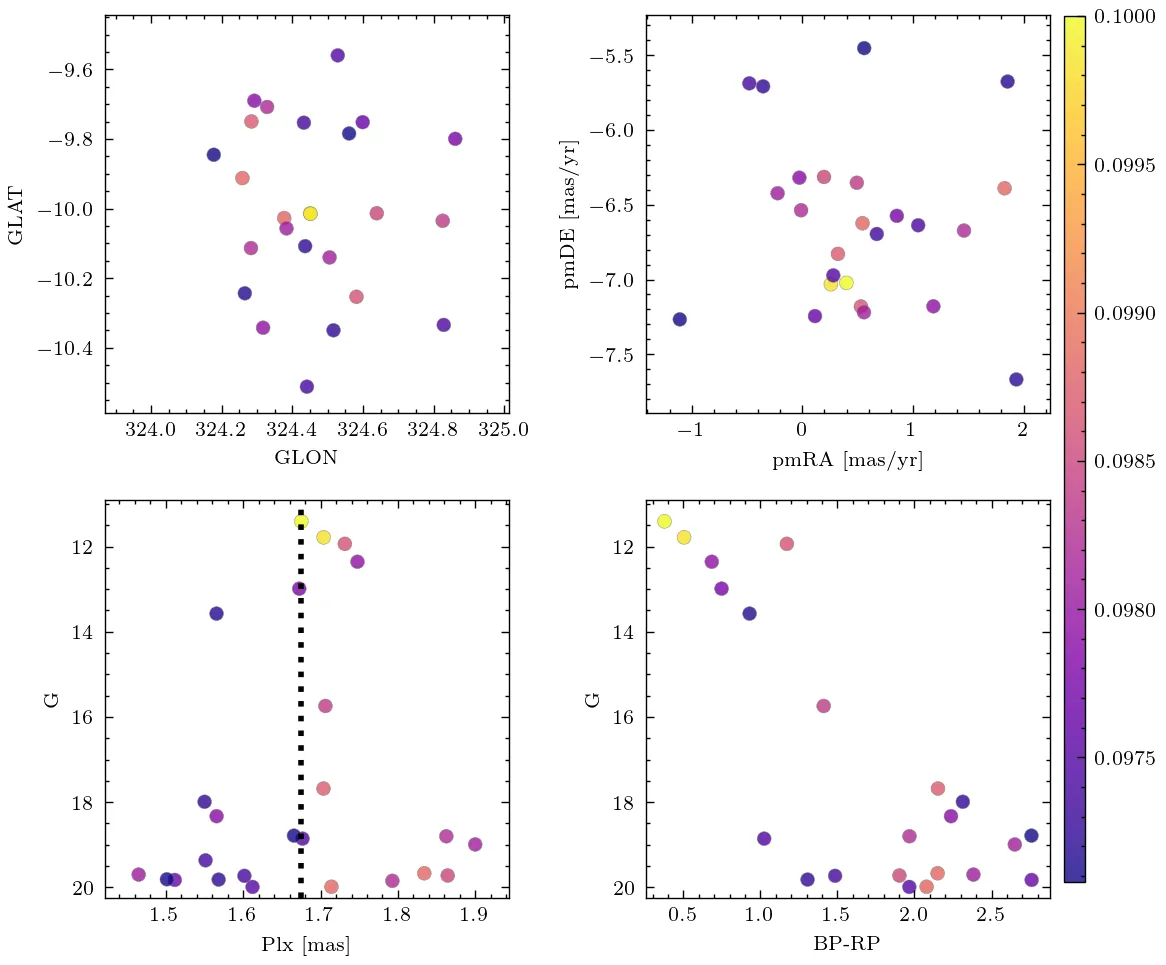 −9.6
−9.8
−10.0
−10.2
−10.4
GLAT
324.0 324.2 324.4 324.6 324.8 325.0
GLON
−5.5
−6.0
−6.5
−7.0
−7.5
pmDE [mas/yr]
−1 0 1 2
pmRA [mas/yr]
12
14
16
18
20
G
1.5 1.6 1.7 1.8 1.9
Plx [mas]
12
14
16
18
20
G
0.5 1.0 1.5 2.0 2.5
BP-RP
0.1000
0.0995
0.0990
0.0985
0.0980
0.0975